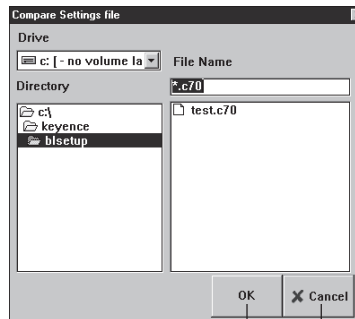 Compare Settings file
Drive
c: [ - no volume la
File Name
Directory
*.c70
c:\
keyence
blsetup
test.c70
OK
Cancel